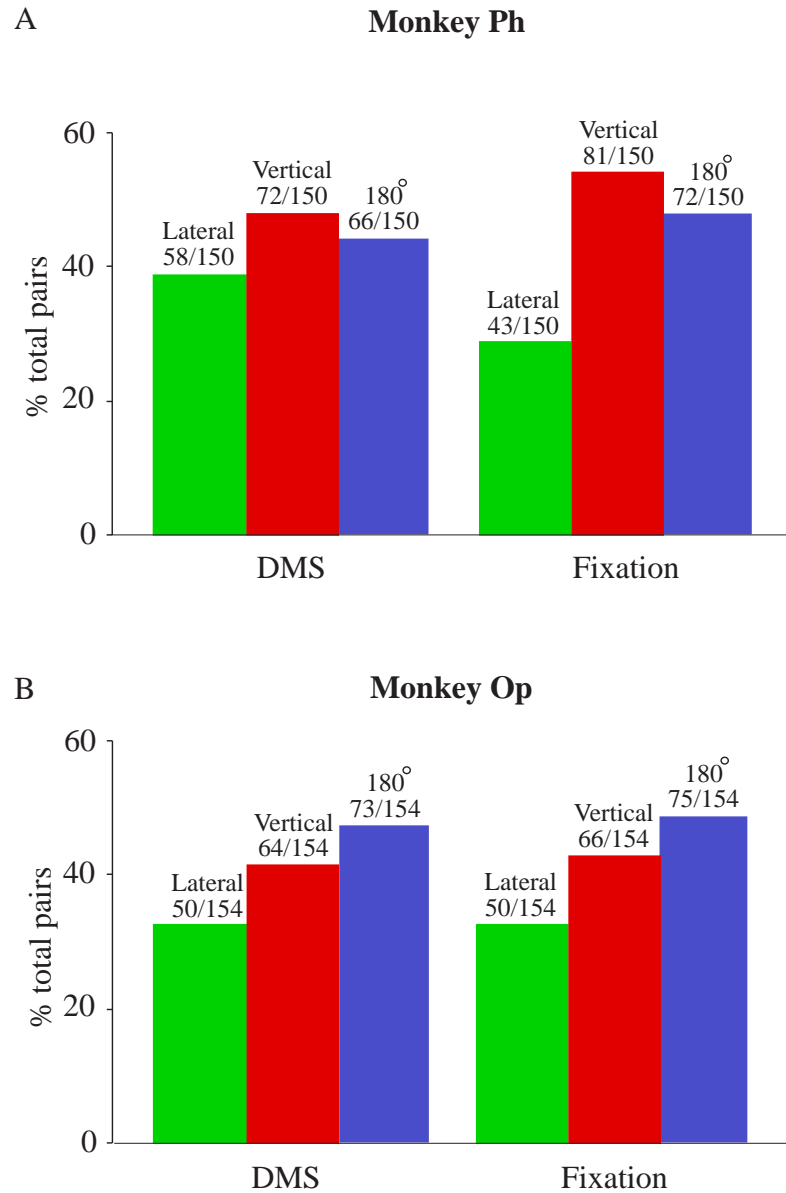 A
Monkey Ph
% total pairs
60
40
20
0
Lateral
58/150
Vertical
72/150
180°
66/150
Lateral
43/150
Vertical
81/150
180°
72/150
DMS
Fixation
B
Monkey Op
% total pairs
60
40
20
0
Lateral
50/154
Vertical
64/154
180°
73/154
Lateral
50/154
Vertical
66/154
180°
75/154
DMS
Fixation